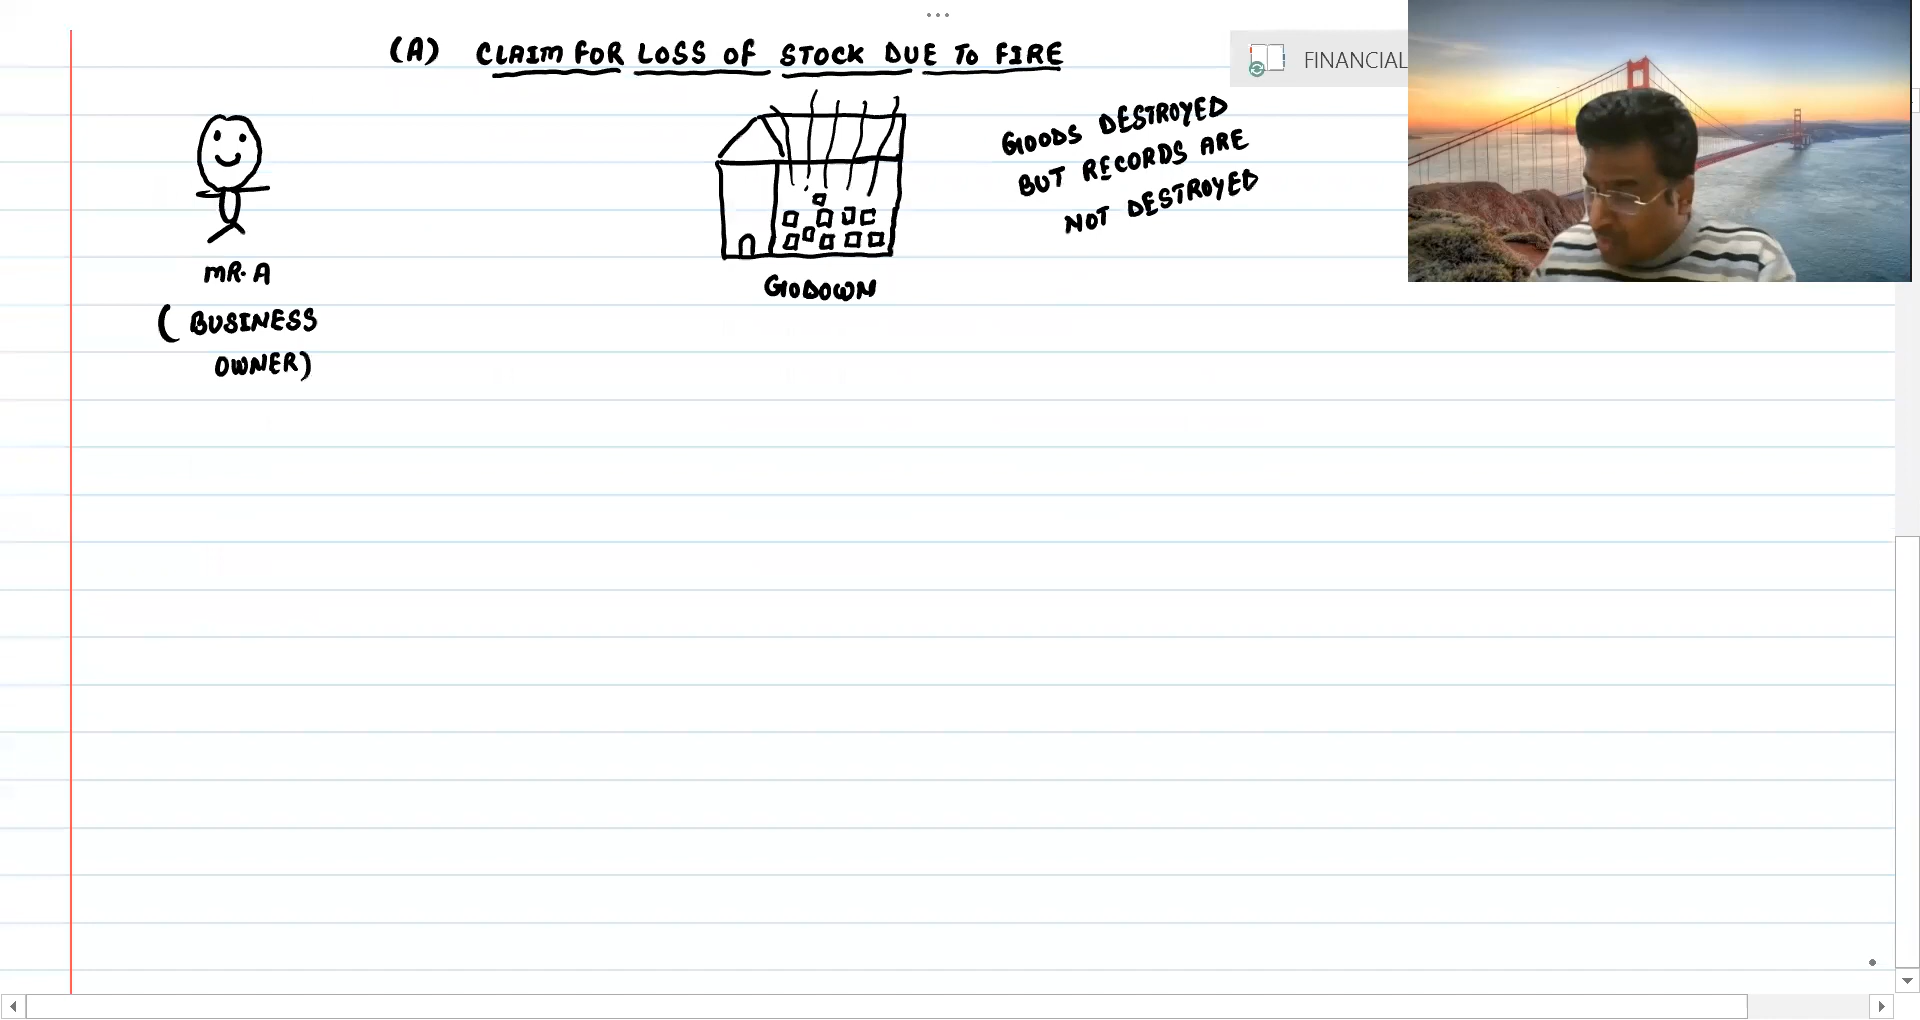 (A) CLAIM FOR LOSS OF STOCK DUE TO FIRE
FINANCIAL
GOODS DESTROYED
BUT RECORDS ARE
NOT DESTROYED
MR. A
(BUSINESS
OWNER)
GODOWN